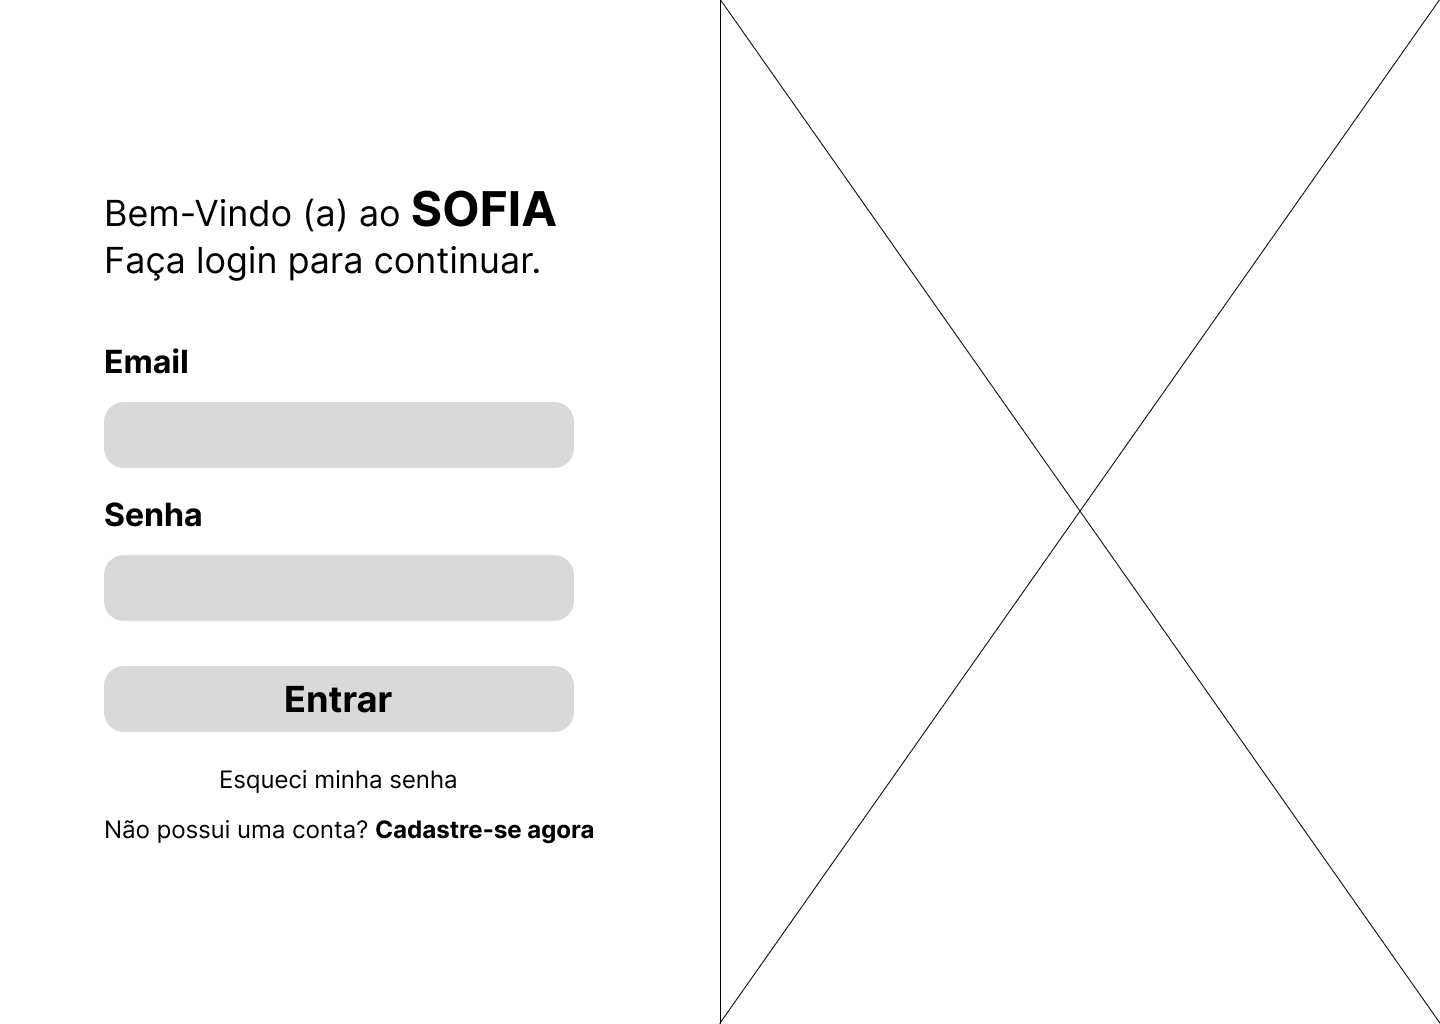 Bem-Vindo (a) ao SOFIA
Faça login para continuar.
Email
Senha
Entrar
Esqueci minha senha
Não possui uma conta? Cadastre-se agora